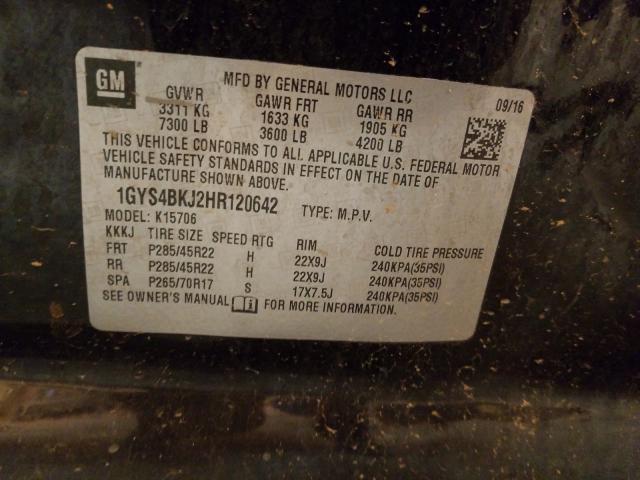 GM
MFD BY GENERAL MOTORS LLC
09/16
GVWR GAWR FRT GAWR RR
3311 KG 1633 KG 1905 KG
7300 LB 3600 LB 4200 LB
THIS VEHICLE CONFORMS TO ALL APPLICABLE U.S. FEDERAL MOTOR
VEHICLE SAFETY STANDARDS IN EFFECT ON THE DATE OF
MANUFACTURE SHOWN ABOVE.
1GYS4BKJ2HR120642 TYPE: M.P.V.
MODEL: K15706
KKKJ TIRE SIZE SPEED RTG RIM COLD TIRE PRESSURE
FRT P285/45R22 H 22X9J 240KPA(35PSI)
RR P285/45R22 H 22X9J 240KPA(35PSI)
SPA P265/70R17 S 17X7.5J 240KPA(35PSI)
SEE OWNER'S MANUAL FOR MORE INFORMATION.